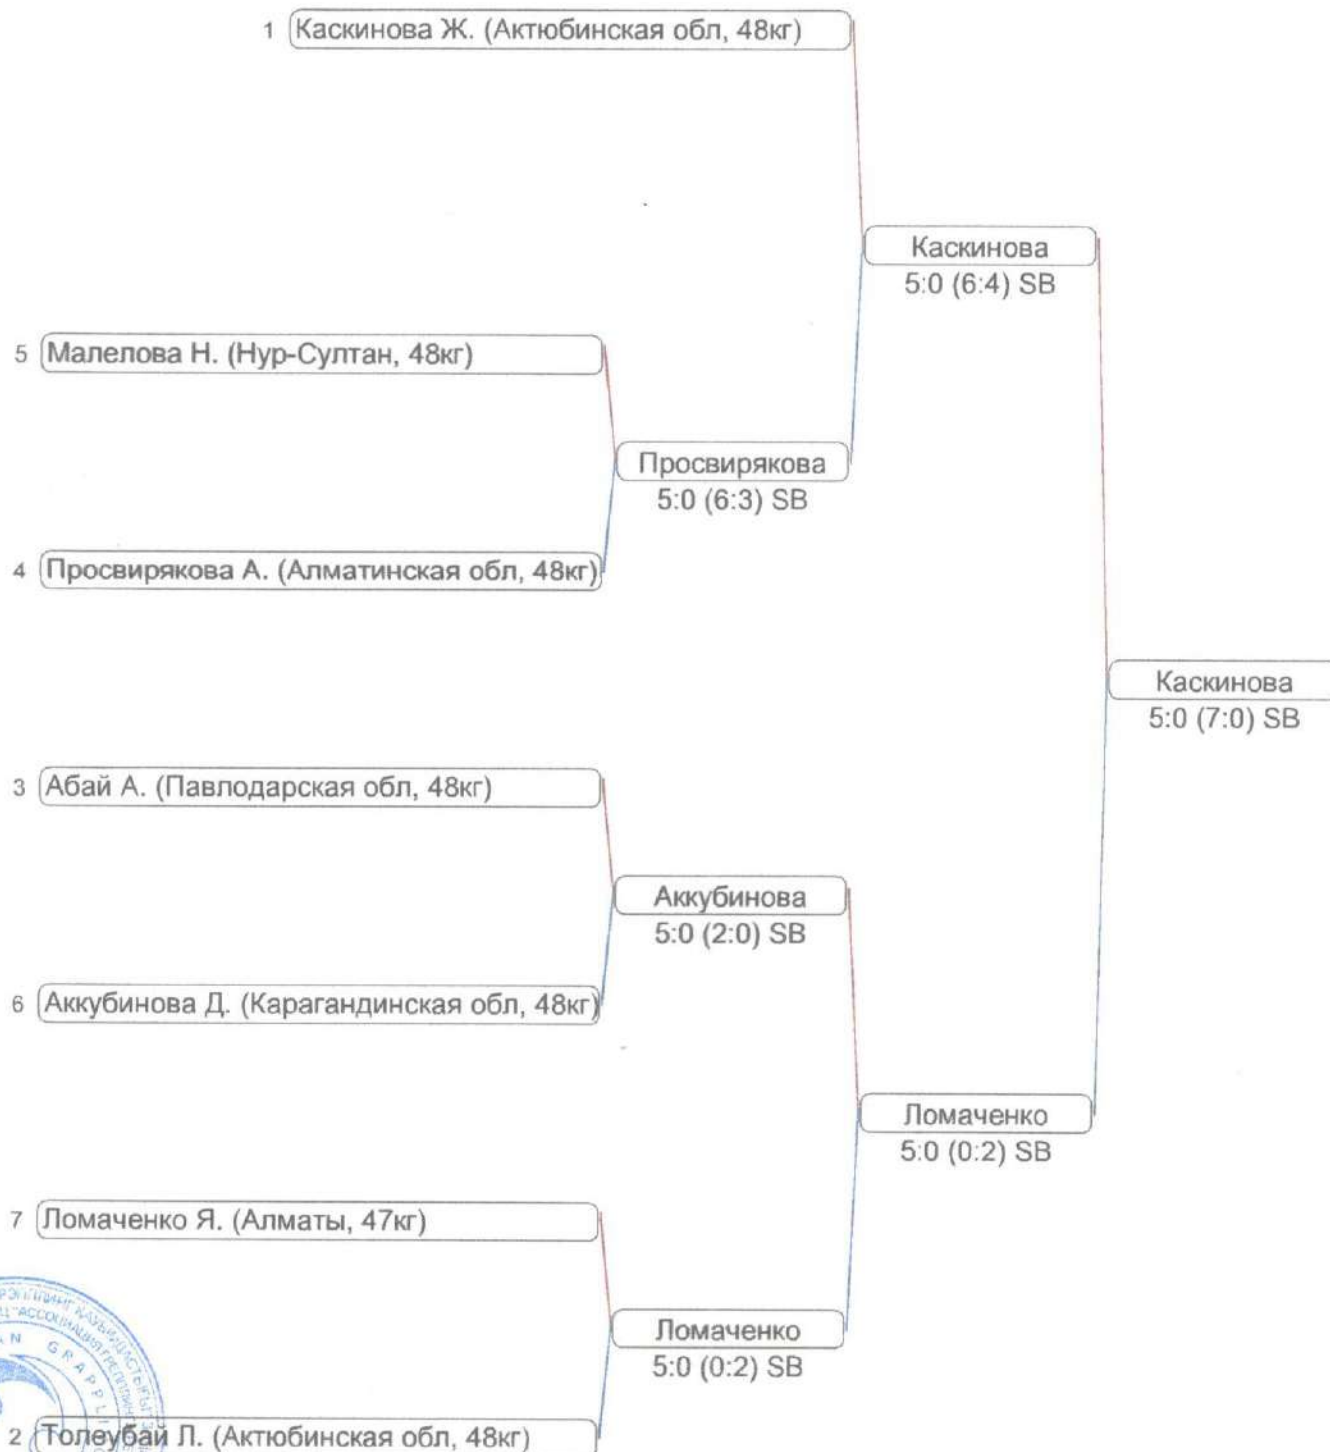 1 Каскинова Ж. (Актюбинская обл, 48кг)
Каскинова
5:0 (6:4) SB
5 Малелова Н. (Нур-Султан, 48кг)
Просвирякова
5:0 (6:3) SB
4 Просвирякова А. (Алматинская обл, 48кг)
Каскинова
5:0 (7:0) SB
3 Абай А. (Павлодарская обл, 48кг)
Аккубинова
5:0 (2:0) SB
6 Аккубинова Д. (Карагандинская обл, 48кг)
Ломаченко
5:0 (0:2) SB
7 Ломаченко Я. (Алматы, 47кг)
Ломаченко
5:0 (0:2) SB
2 Толеубай Л. (Актюбинская обл, 48кг)